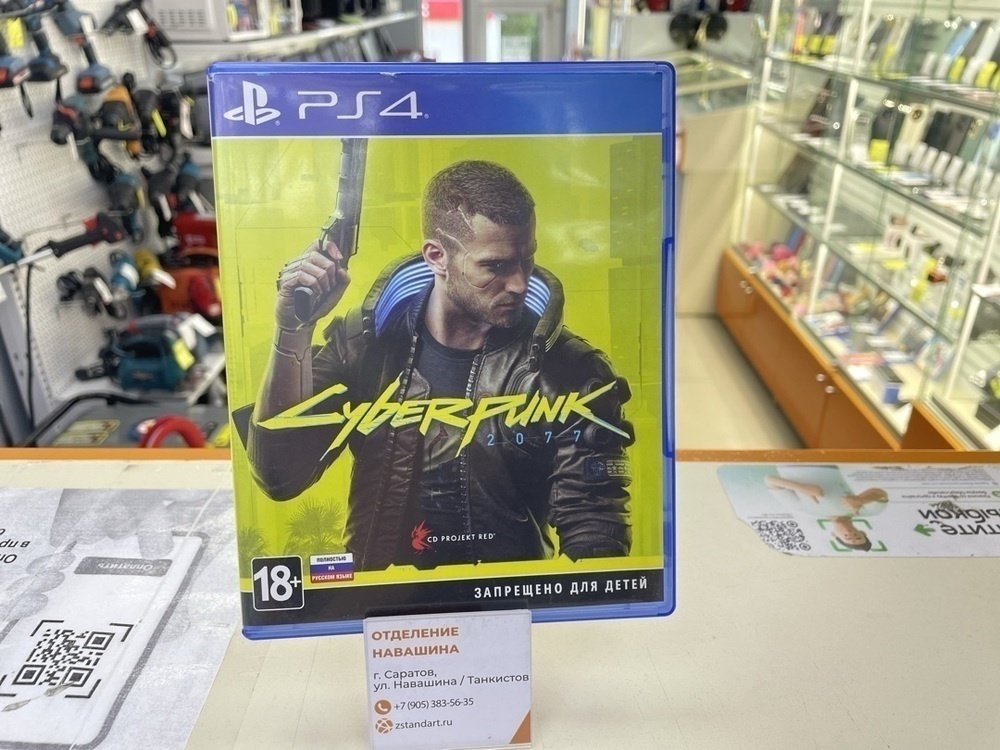 PS4
CYBERPUNK
2077
CD PROJEKT RED
18+
ПОЛНОСТЬЮ
НА
РУССКОМ ЯЗЫКЕ
ЗАПРЕЩЕНО ДЛЯ ДЕТЕЙ
ОТДЕЛЕНИЕ
НАВАШИНА
г. Саратов,
ул. Навашина / Танкистов
+7 (905) 383-56-35
zstandart.ru
Оплатить